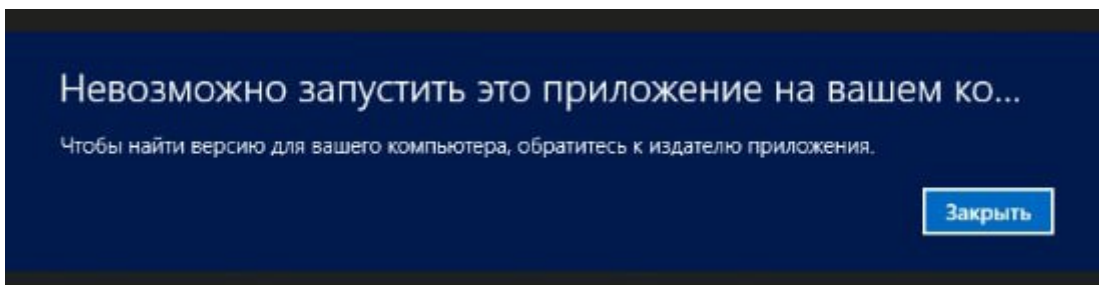 Невозможно запустить это приложение на вашем ко...
Чтобы найти версию для вашего компьютера, обратитесь к издателю приложения.
Закрыть